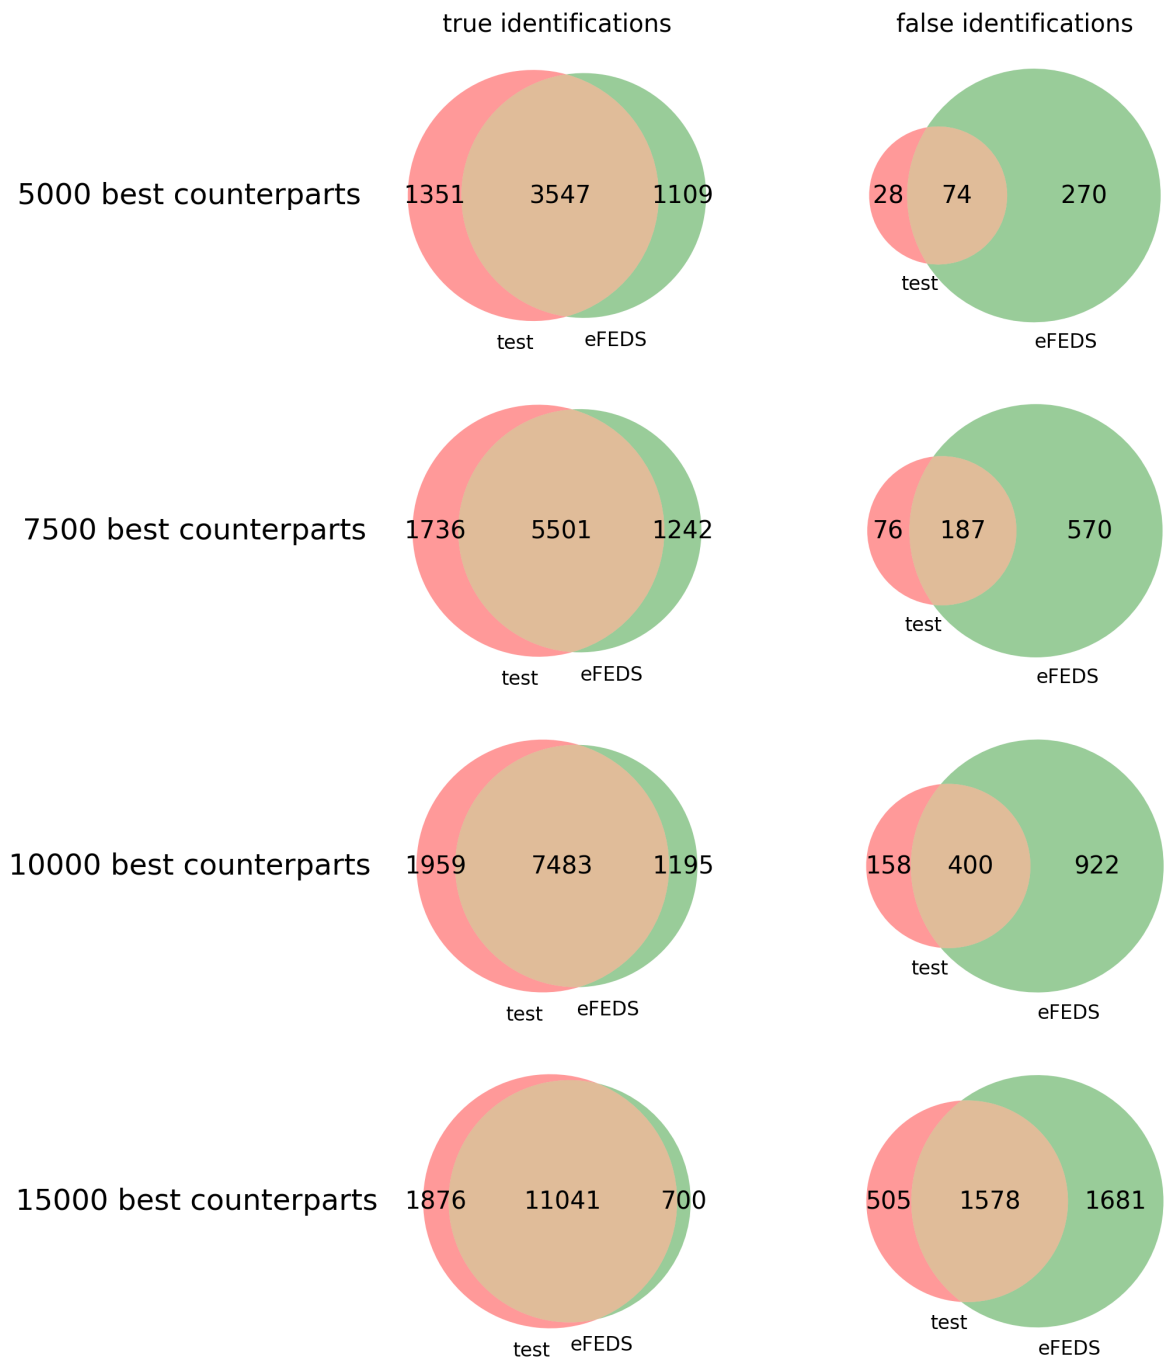 true identifications
false identifications
5000 best counterparts
1351
3547
1109
28
74
270
test
eFEDS
test
eFEDS
7500 best counterparts
1736
5501
1242
76
187
570
test
eFEDS
test
eFEDS
10000 best counterparts
1959
7483
1195
158
400
922
test
eFEDS
test
eFEDS
15000 best counterparts
1876
11041
700
505
1578
1681
test
eFEDS
test
eFEDS